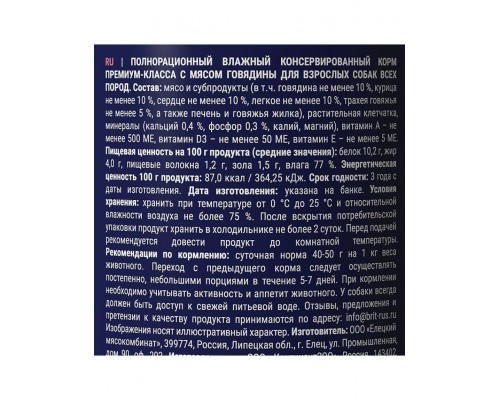 RU | ПОЛНОРАЦИОННЫЙ ВЛАЖНЫЙ КОНСЕРВИРОВАННЫЙ КОРМ
ПРЕМИУМ-КЛАССА С МЯСОМ ГОВЯДИНЫ ДЛЯ ВЗРОСЛЫХ СОБАК ВСЕХ
ПОРОД. Состав: мясо и субпродукты (в т.ч. говядина не менее 10 %, курица
не менее 10 %, сердце не менее 10 %, легкое не менее 10 %, трахея говяжья
не менее 5 %, а также печень и говяжья жилка), растительная клетчатка,
минералы (кальций 0,4 %, фосфор 0,3 %, калий, магний), витамин А – не
менее 500 МЕ, витамин D3 – не менее 50 МЕ, витамин Е – не менее 5 МЕ.
Пищевая ценность на 100 г продукта (средние значения): белок 10,2 г, жир
4,0 г, пищевые волокна 1,2 г, зола 1,5 г, влага 77 %. Энергетическая
ценность 100 г продукта: 87,0 ккал / 364,25 кДж. Срок годности: 3 года с
даты изготовления. Дата изготовления: указана на банке. Условия
хранения: хранить при температуре от 0 °С до 25 °С и относительной
влажности воздуха не более 75 %. После вскрытия потребительской
упаковки продукт хранить в холодильнике не более 2 суток. Перед подачей
рекомендуется довести продукт до комнатной температуры.
Рекомендации по кормлению: суточная норма 40-50 г на 1 кг веса
животного. Переход с предыдущего корма следует осуществлять
постепенно, небольшими порциями в течение 5-7 дней. При кормлении
необходимо учитывать активность и аппетит животного. У собаки всегда
должен быть доступ к свежей питьевой воде. Отзывы, предложения и
претензии к качеству продукта принимаются по адресу: info@brit-rus.ru.
Изображения носят иллюстративный характер. Изготовитель: ООО «Елецкий
мясокомбинат», 399774, Россия, Липецкая обл., г. Елец, ул. Промышленная,
дом 90, оф. 202.